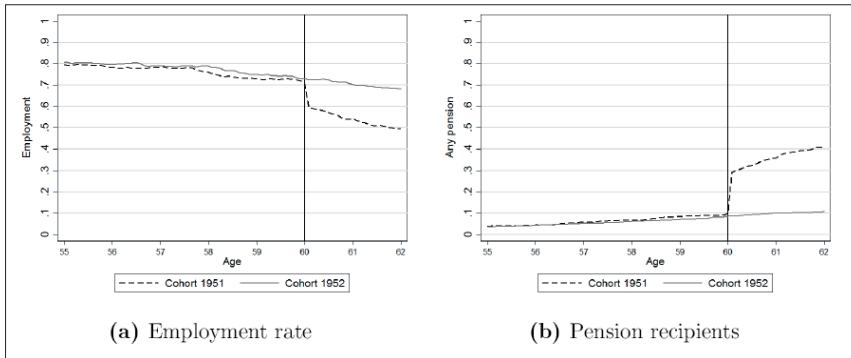 1
.9
.8
.7
.6
.5
.4
.3
.2
.1
0
Employment
55 56 57 58 59 60 61 62
Age
Cohort 1951 Cohort 1952
(a) Employment rate
1
.9
.8
.7
.6
.5
.4
.3
.2
.1
0
Any pension
55 56 57 58 59 60 61 62
Age
Cohort 1951 Cohort 1952
(b) Pension recipients